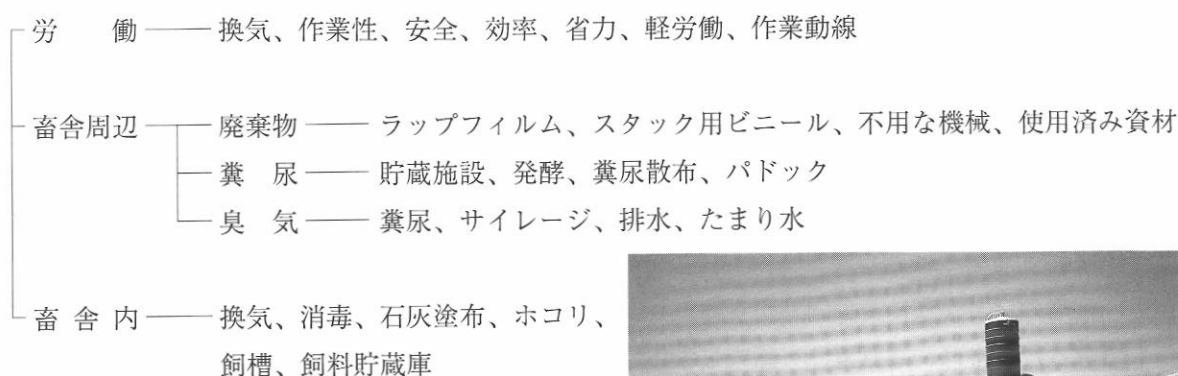 労働 換気、作業性、安全、効率、省力、軽労働、作業動線
畜舎周辺 廃棄物 ラップフィルム、スタック用ビニール、不用な機械、使用済み資材
糞尿 貯蔵施設、発酵、糞尿散布、パドック
臭気 糞尿、サイレージ、排水、たまり水
畜舎内 換気、消毒、石灰塗布、ホコリ、
飼槽、飼料貯蔵庫